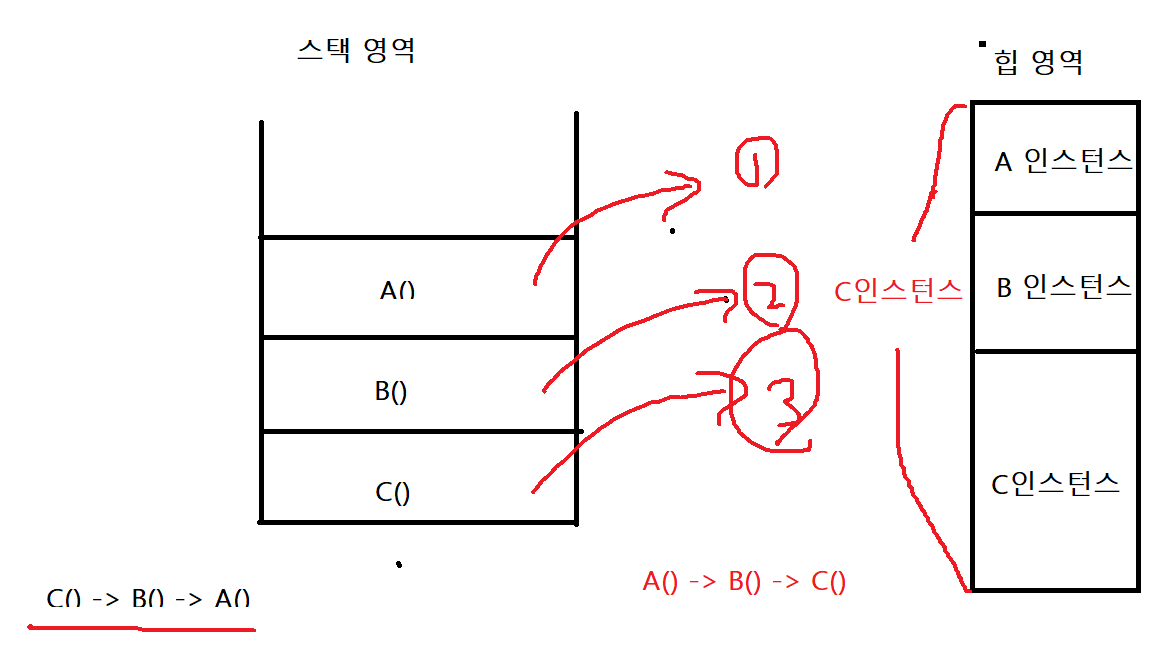 스택 영역
힙 영역
A()
B()
C()
1
2
3
C인스턴스
A 인스턴스
B 인스턴스
C인스턴스
A() -> B() -> C()
C() -> B() -> A()